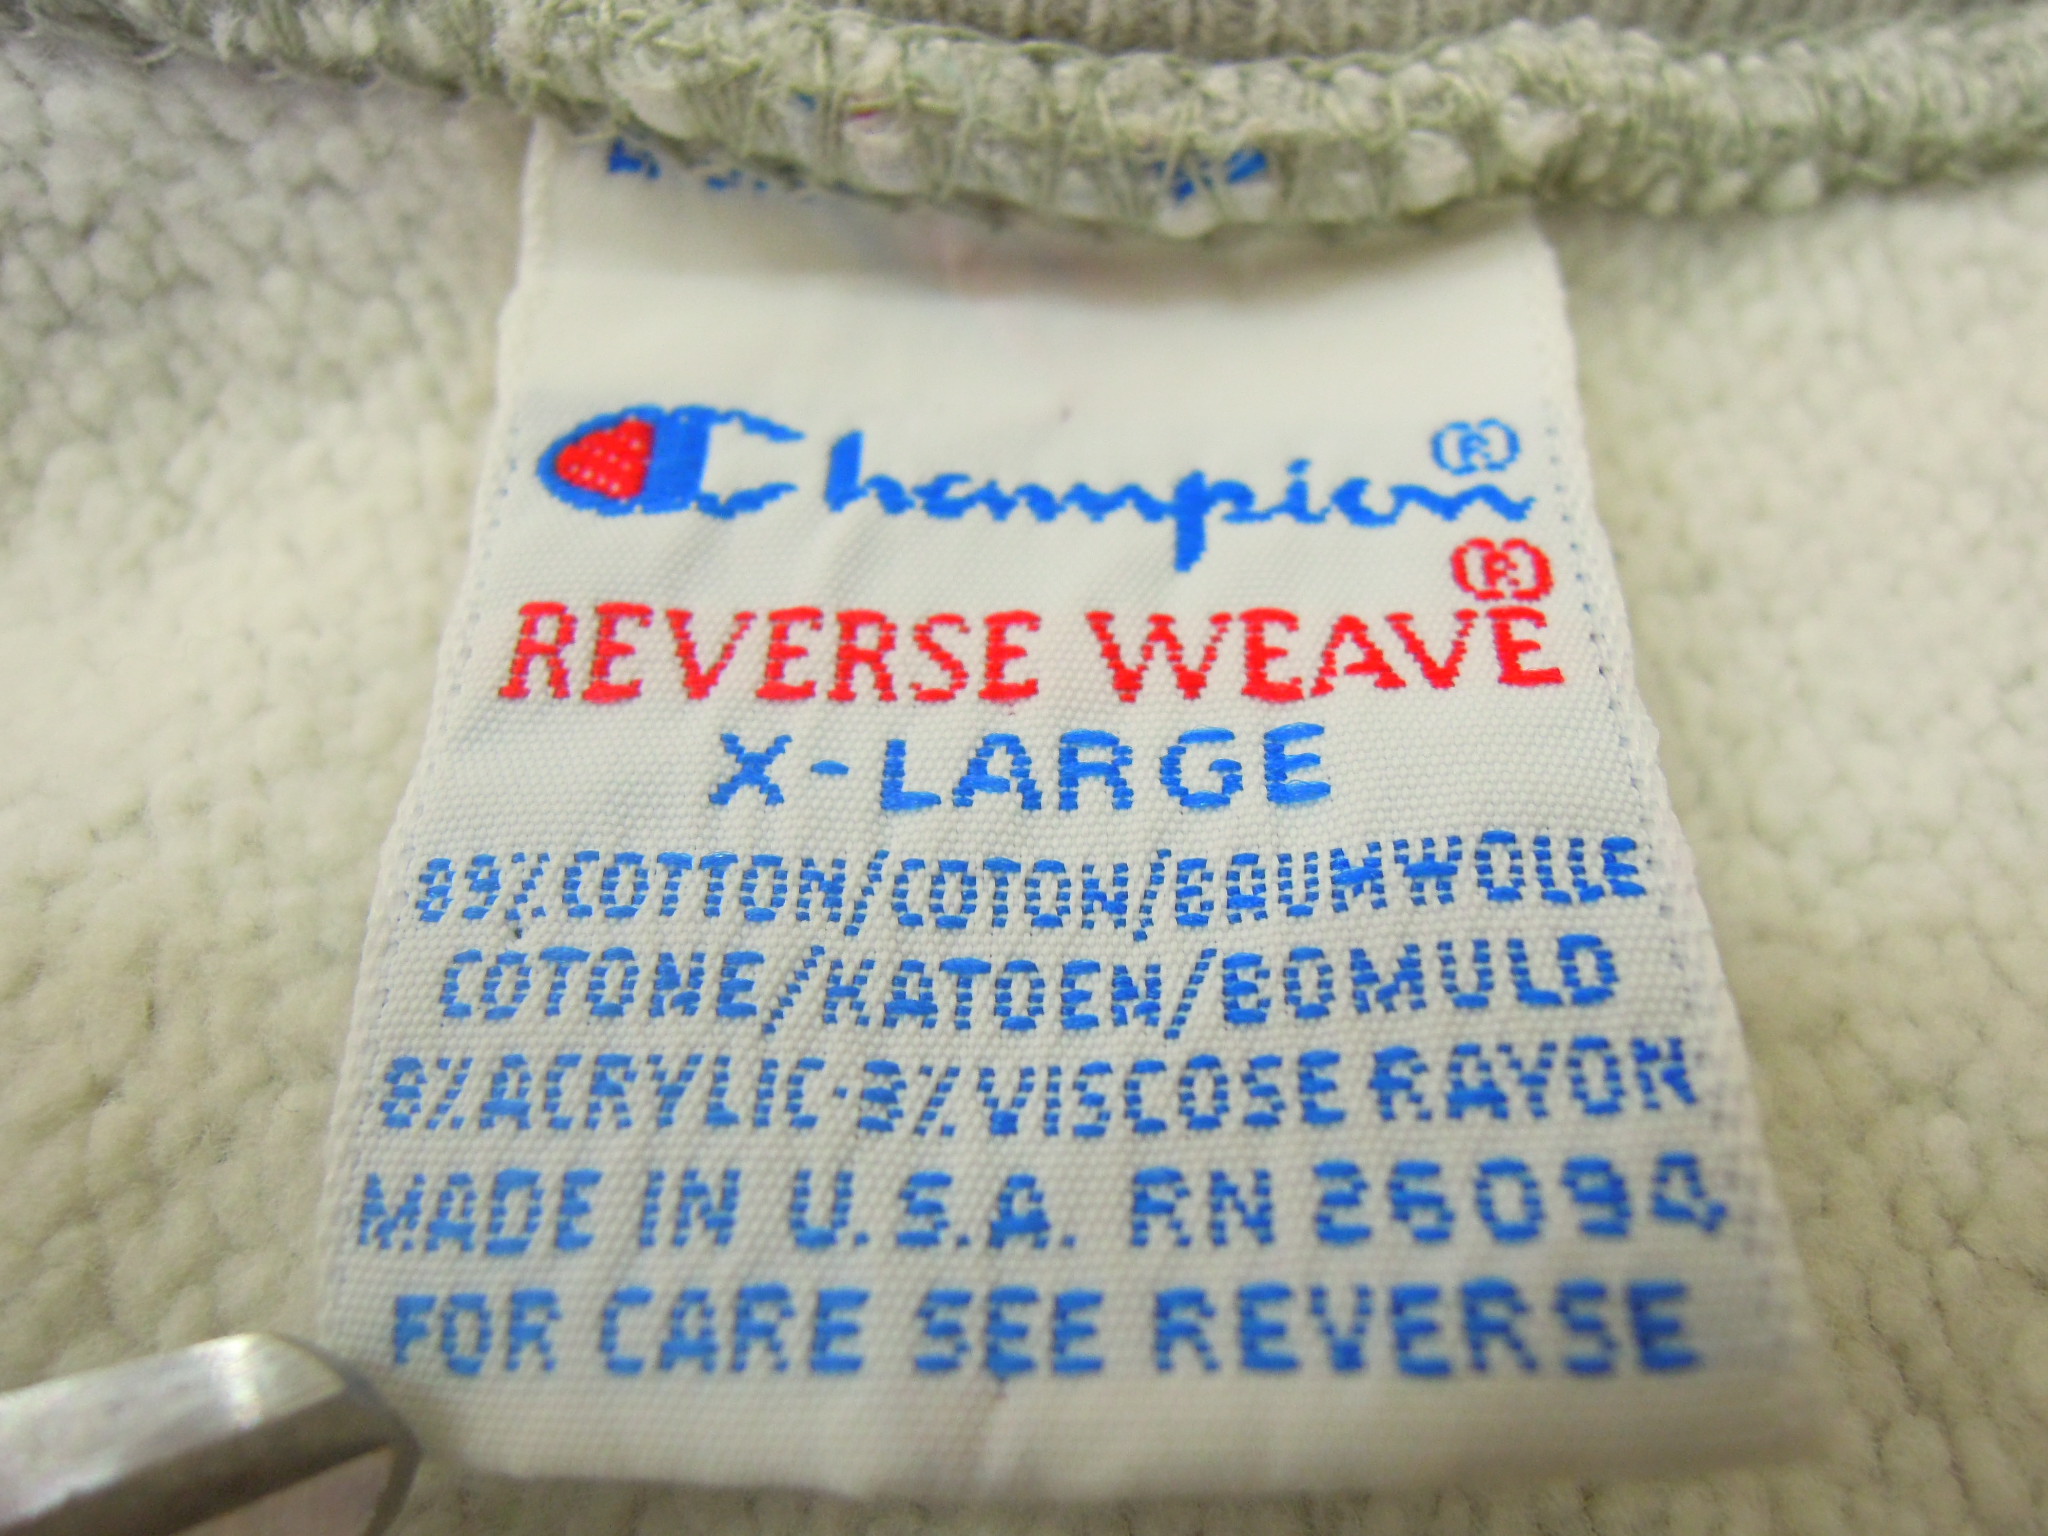 Champion®
REVERSE WEAVE®
X-LARGE
89% COTTON/COTON/BAUMWOLLE
COTONE/KATOEN/BOMULD
8% ACRYLIC·3% VISCOSE RAYON
MADE IN U.S.A. RN 26094
FOR CARE SEE REVERSE